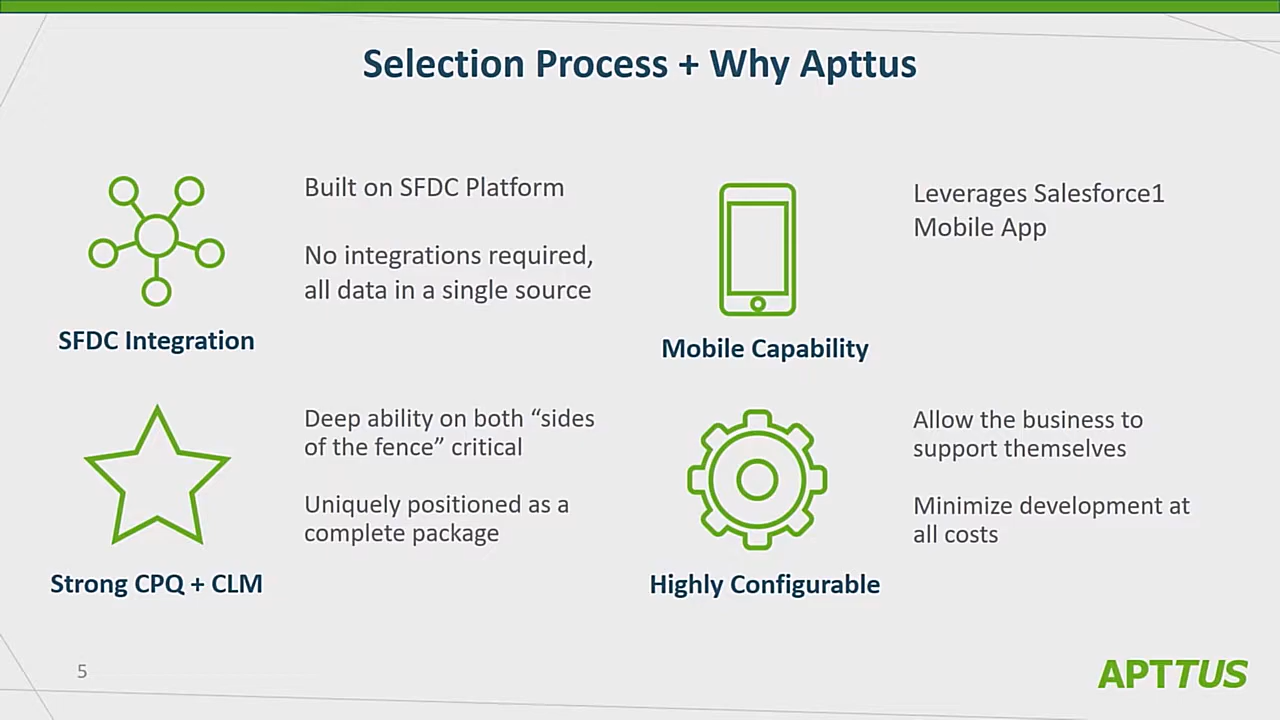 Selection Process + Why Apttus
Built on SFDC Platform
No integrations required,
all data in a single source
SFDC Integration
Leverages Salesforce1
Mobile App
Mobile Capability
Deep ability on both “sides
of the fence” critical
Uniquely positioned as a
complete package
Strong CPQ + CLM
Allow the business to
support themselves
Minimize development at
all costs
Highly Configurable
5
APTTUS